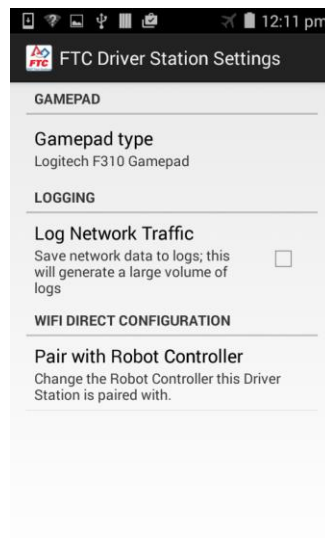 12:11 pm
FTC FTC Driver Station Settings
GAMEPAD
Gamepad type
Logitech F310 Gamepad
LOGGING
Log Network Traffic
Save network data to logs; this
will generate a large volume of
logs
WIFI DIRECT CONFIGURATION
Pair with Robot Controller
Change the Robot Controller this Driver
Station is paired with.